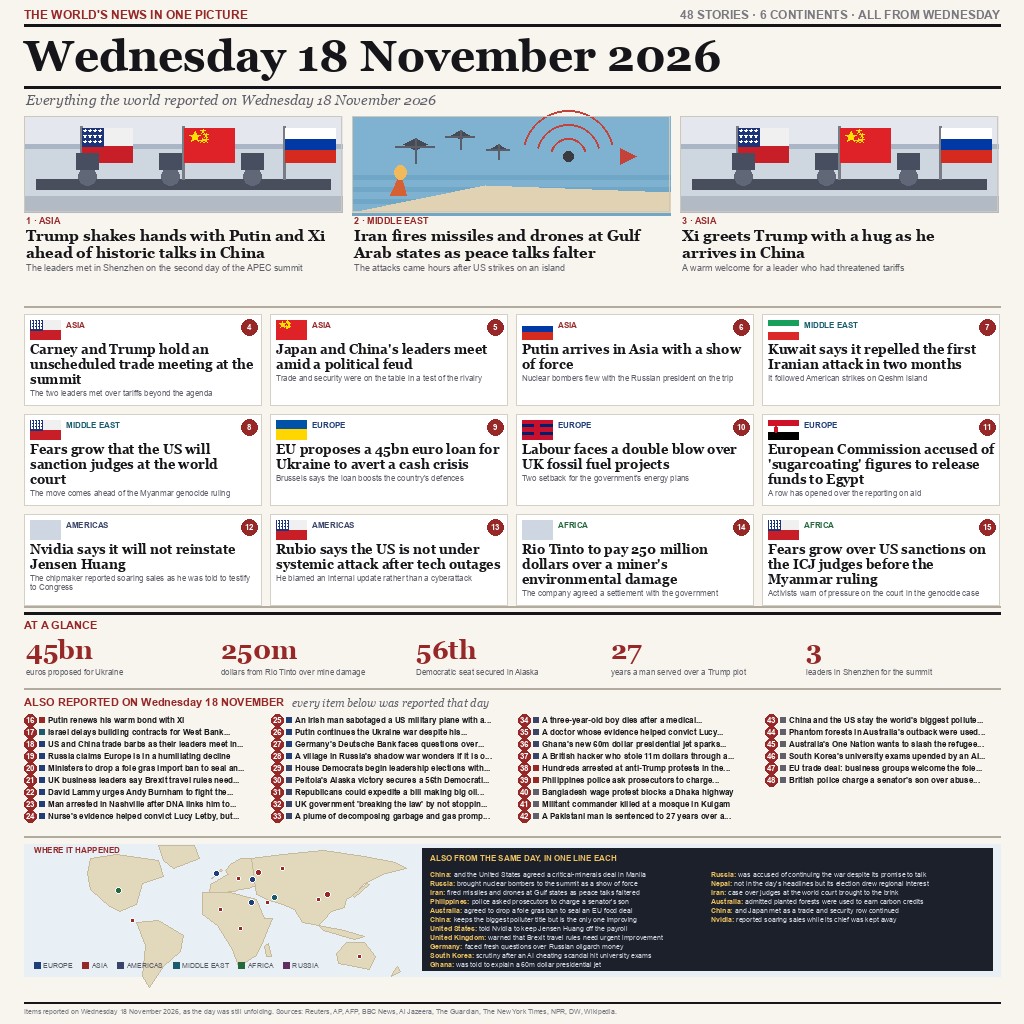 THE WORLD'S NEWS IN ONE PICTURE
48 STORIES · 6 CONTINENTS · ALL FROM WEDNESDAY
Wednesday 18 November 2026
Everything the world reported on Wednesday 18 November 2026
1 · ASIA
Trump shakes hands with Putin and Xi
ahead of historic talks in China
The leaders met in Shenzhen on the second day of the APEC summit
2 · MIDDLE EAST
Iran fires missiles and drones at Gulf
Arab states as peace talks falter
The attacks came hours after US strikes on an island
3 · ASIA
Xi greets Trump with a hug as he
arrives in China
A warm welcome for a leader who had threatened tariffs
ASIA
4
Carney and Trump hold an
unscheduled trade meeting at the
summit
The two leaders met over tariffs beyond the agenda
ASIA
5
Japan and China's leaders meet
amid a political feud
Trade and security were on the table in a test of the rivalry
ASIA
6
Putin arrives in Asia with a show
of force
Nuclear bombers flew with the Russian president on the trip
MIDDLE EAST
7
Kuwait says it repelled the first
Iranian attack in two months
It followed American strikes on Qeshm Island
MIDDLE EAST
8
Fears grow that the US will
sanction judges at the world
court
The move comes ahead of the Myanmar genocide ruling
EUROPE
9
EU proposes a 45bn euro loan for
Ukraine to avert a cash crisis
Brussels says the loan boosts the country's defences
EUROPE
10
Labour faces a double blow over
UK fossil fuel projects
Two setback for the government's energy plans
EUROPE
11
European Commission accused of
'sugarcoating' figures to release
funds to Egypt
A row has opened over the reporting on aid
AMERICAS
12
Nvidia says it will not reinstate
Jensen Huang
The chipmaker reported soaring sales as he was told to testify
to Congress
AMERICAS
13
Rubio says the US is not under
systemic attack after tech outages
He blamed an internal update rather than a cyberattack
AFRICA
14
Rio Tinto to pay 250 million
dollars over a miner's
environmental damage
The company agreed a settlement with the government
AFRICA
15
Fears grow over US sanctions on
the ICJ judges before the
Myanmar ruling
Activists warn of pressure on the court in the genocide case
AT A GLANCE
45bn
euros proposed for Ukraine
250m
dollars from Rio Tinto over mine damage
56th
Democratic seat secured in Alaska
27
years a man served over a Trump plot
3
leaders in Shenzhen for the summit
ALSO REPORTED ON Wednesday 18 NOVEMBER every item below was reported that day
16 Putin renews his warm bond with Xi
17 Israel delays building contracts for West Bank...
18 US and China trade barbs as their leaders meet in...
19 Russia claims Europe is in a humiliating decline
20 Ministers to drop a foie gras import ban to seal an...
21 UK business leaders say Brexit travel rules need...
22 David Lammy urges Andy Burnham to fight the...
23 Man arrested in Nashville after DNA links him to...
24 Nurse's evidence helped convict Lucy Letby, but...
25 An Irish man sabotaged a US military plane with a...
26 Putin continues the Ukraine war despite his...
27 Germany's Deutsche Bank faces questions over...
28 A village in Russia's shadow war wonders if it is o...
29 House Democrats begin leadership elections with...
30 Peltola's Alaska victory secures a 56th Democrati...
31 Republicans could expedite a bill making big oil...
32 UK government 'breaking the law' by not stoppin...
33 A plume of decomposing garbage and gas promp...
34 A three-year-old boy dies after a medical...
35 A doctor whose evidence helped convict Lucy...
36 Ghana's new 60m dollar presidential jet sparks...
37 A British hacker who stole 11m dollars through a...
38 Hundreds arrested at anti-Trump protests in the...
39 Philippines police ask prosecutors to charge...
40 Bangladesh wage protest blocks a Dhaka highway
41 Militant commander killed at a mosque in Kulgam
42 A Pakistani man is sentenced to 27 years over a...
43 China and the US stay the world's biggest pollute...
44 Phantom forests in Australia's outback were used...
45 Australia's One Nation wants to slash the refugee...
46 South Korea's university exams upended by an AI...
47 EU trade deal: business groups welcome the fole...
48 British police charge a senator's son over abuse...
WHERE IT HAPPENED
EUROPE ASIA AMERICAS MIDDLE EAST AFRICA RUSSIA
ALSO FROM THE SAME DAY, IN ONE LINE EACH
China: and the United States agreed a critical-minerals deal in Manila
Russia: brought nuclear bombers to the summit as a show of force
Iran: fired missiles and drones at Gulf states as peace talks faltered
Philippines: police asked prosecutors to charge a senator's son
Australia: agreed to drop a foie gras ban to seal an EU food deal
China: keeps the biggest polluter title but is the only one improving
United States: told Nvidia to keep Jensen Huang off the payroll
United Kingdom: warned that Brexit travel rules need urgent improvement
Germany: faced fresh questions over Russian oligarch money
South Korea: scrutiny after an AI cheating scandal hit university exams
Ghana: was told to explain a 60m dollar presidential jet
Russia: was accused of continuing the war despite its promise to talk
Nepal: not in the day's headlines but its election drew regional interest
Iran: case over judges at the world court brought to the brink
Australia: admitted planted forests were used to earn carbon credits
China: and Japan met as a trade and security row continued
Nvidia: reported soaring sales while its chief was kept away
Items reported on Wednesday 18 November 2026, as the day was still unfolding. Sources: Reuters, AP, AFP, BBC News, Al Jazeera, The Guardian, The New York Times, NPR, DW, Wikipedia.